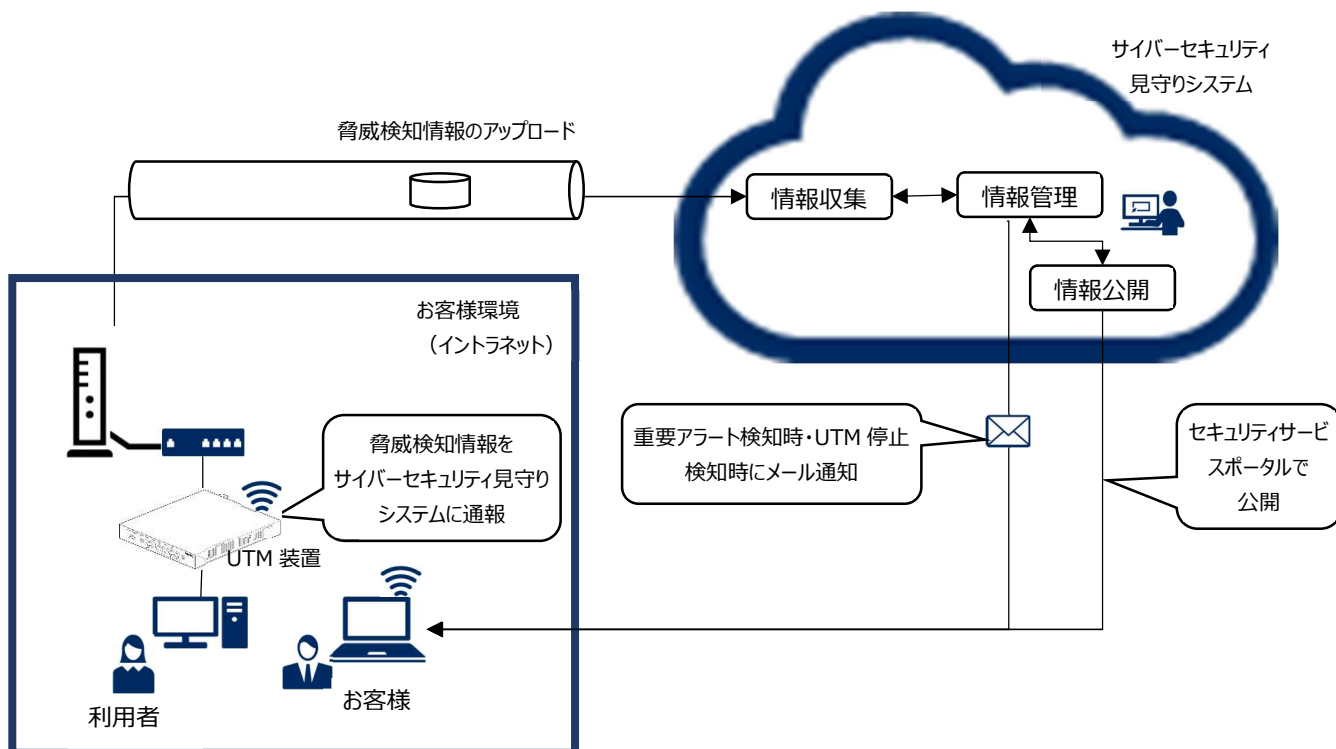 サイバーセキュリティ
見守りシステム
脅威検知情報のアップロード
情報収集
情報管理
情報公開
お客様環境
（イントラネット）
脅威検知情報を
サイバーセキュリティ見守り
システムに通報
UTM 装置
重要アラート検知時・UTM 停止
検知時にメール通知
セキュリティサービ
スポータルで
公開
利用者
お客様